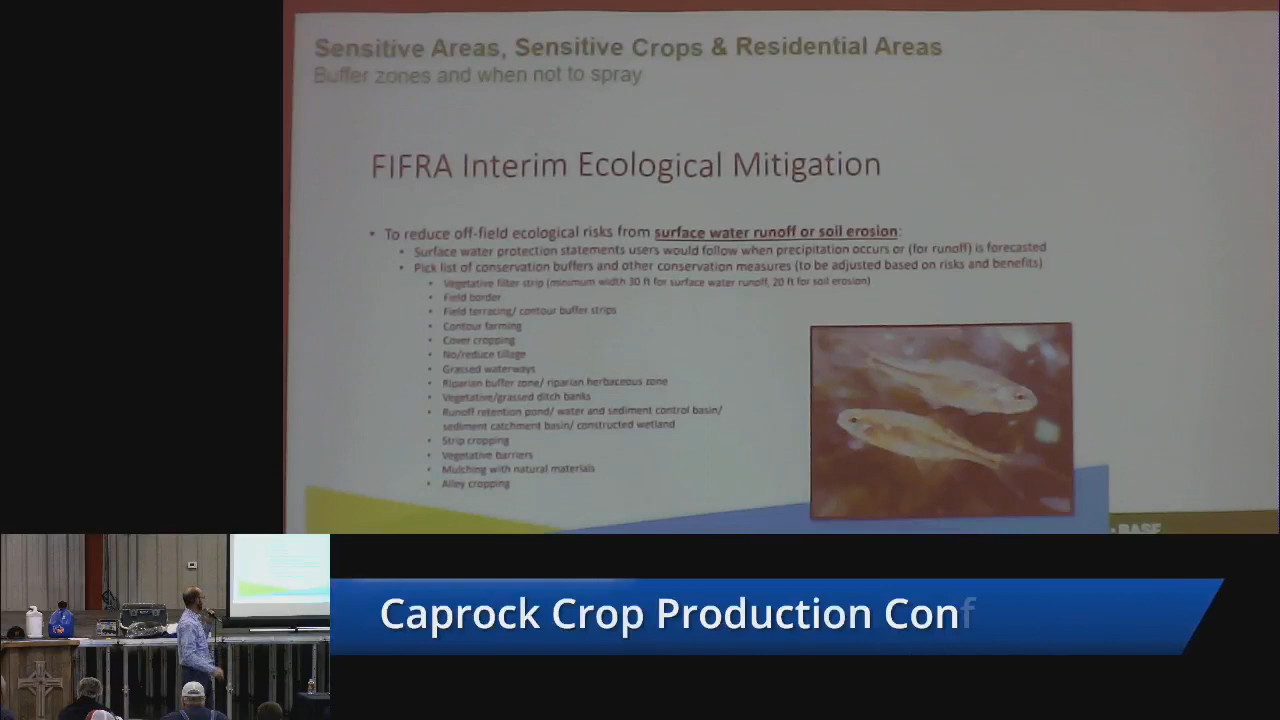 Sensitive Areas, Sensitive Crops & Residential Areas
Buffer zones and when not to spray
FIFRA Interim Ecological Mitigation
• To reduce off-field ecological risks from surface water runoff or soil erosion:
• Surface water protection statements users would follow when precipitation occurs or (for runoff) is forecasted
• Pick list of conservation buffers and other conservation measures (to be adjusted based on risks and benefits)
• Vegetative filter strip (minimum width 30 ft for surface water runoff, 20 ft for soil erosion)
• Field border
• Field terracing/ contour buffer strips
• Contour farming
• Cover cropping
• No/reduce tillage
• Grassed waterways
• Riparian buffer zone/ riparian herbaceous zone
• Vegetative/grassed ditch banks
• Runoff retention pond/ water and sediment control basin/
sediment catchment basin/ constructed wetland
• Strip cropping
• Vegetative barriers
• Mulching with natural materials
• Alley cropping
BASF
Caprock Crop Production Conf